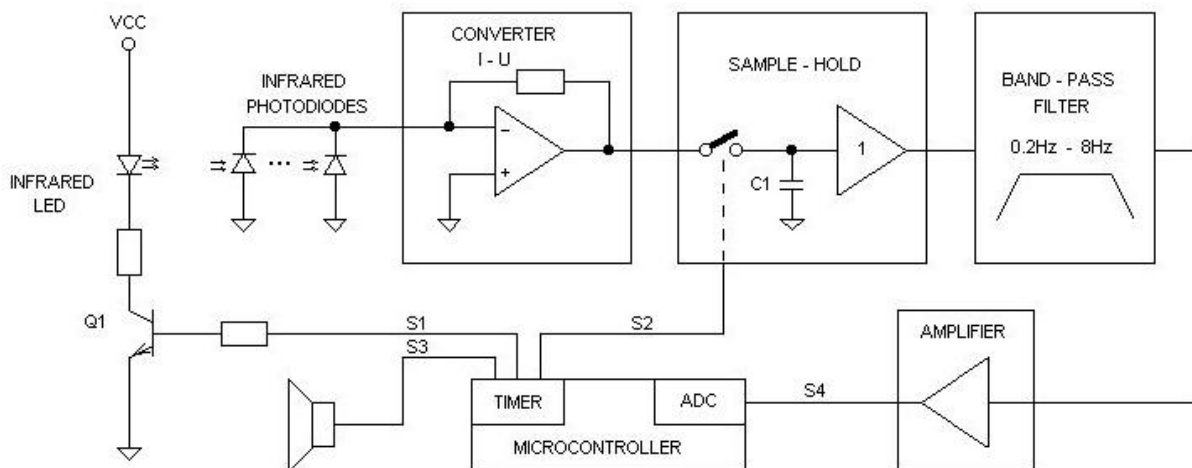 VCC
INFRARED
LED
Q1
INFRARED
PHOTODIODES
CONVERTER
I - U
−
+
SAMPLE - HOLD
1
C1
BAND - PASS
FILTER
0.2Hz - 8Hz
S1
S2
S3
TIMER
ADC
MICROCONTROLLER
S4
AMPLIFIER